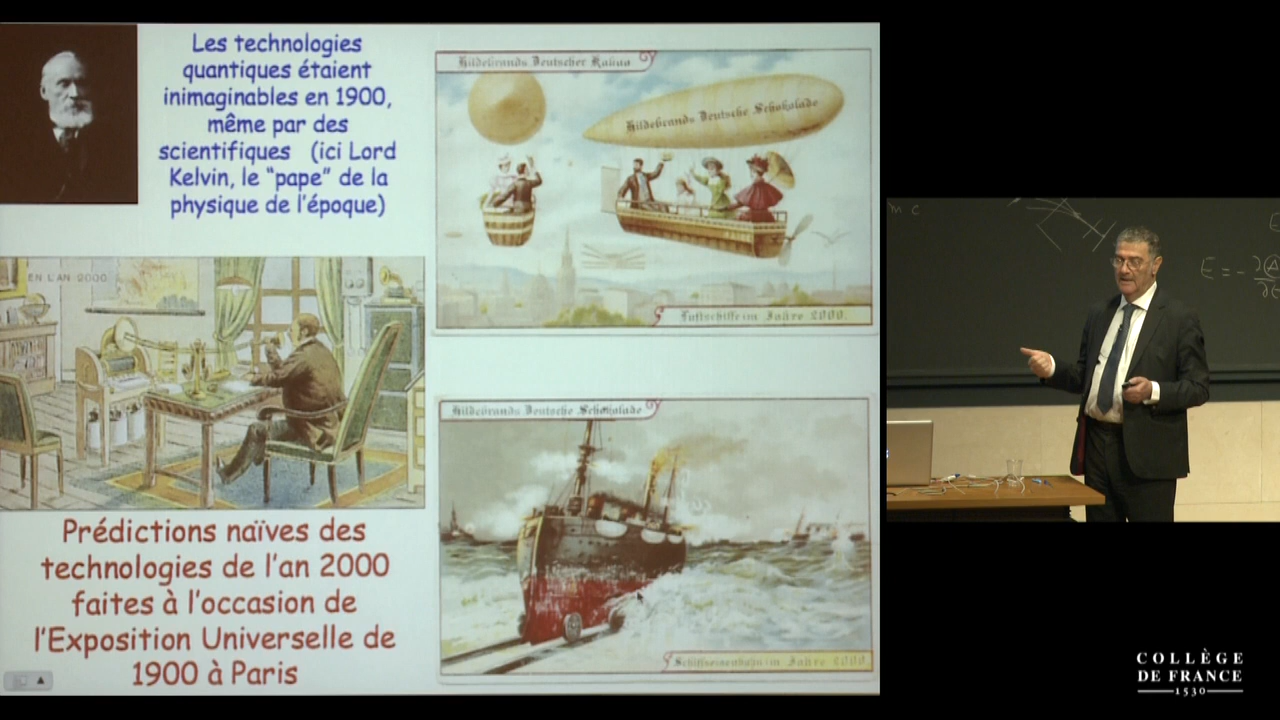 Les technologies
quantiques étaient
inimaginables en 1900,
même par des
scientifiques (ici Lord
Kelvin, le "pape" de la
physique de l'époque)
EN L'AN 2000
Prédictions naïves des
technologies de l'an 2000
faites à l'occasion de
l'Exposition Universelle de
1900 à Paris
Hildebrands Deutscher Kakao
Hildebrands Deutsche Schokolade
Luftschiffe im Jahre 2000.
Hildebrands Deutsche Schokolade
Schiffseisenbahn im Jahre 2000.
m c
COLLÈGE
DE FRANCE
1530